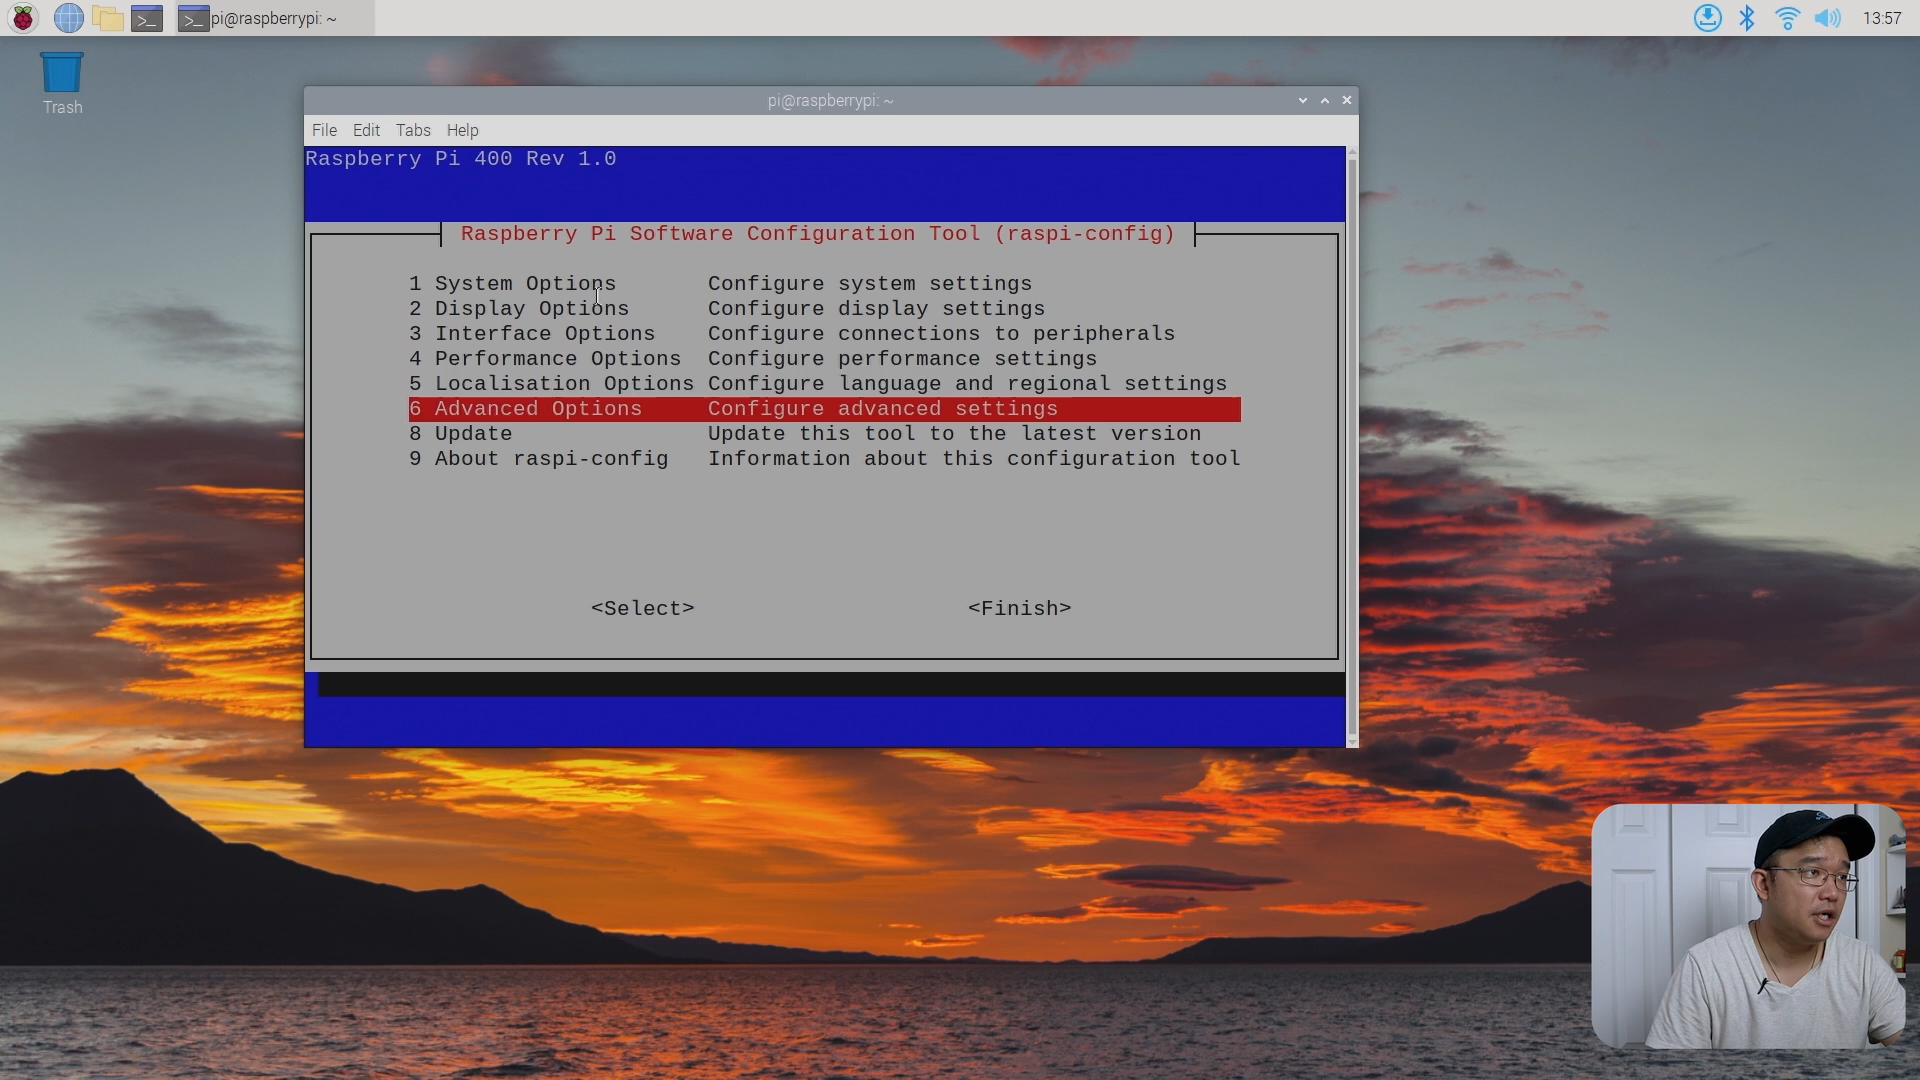 pi@raspberrypi: ~
13:57
Trash
pi@raspberrypi: ~
File Edit Tabs Help
Raspberry Pi 400 Rev 1.0
Raspberry Pi Software Configuration Tool (raspi-config)
1 System Options Configure system settings
2 Display Options Configure display settings
3 Interface Options Configure connections to peripherals
4 Performance Options Configure performance settings
5 Localisation Options Configure language and regional settings
6 Advanced Options Configure advanced settings
8 Update Update this tool to the latest version
9 About raspi-config Information about this configuration tool
<Select> <Finish>